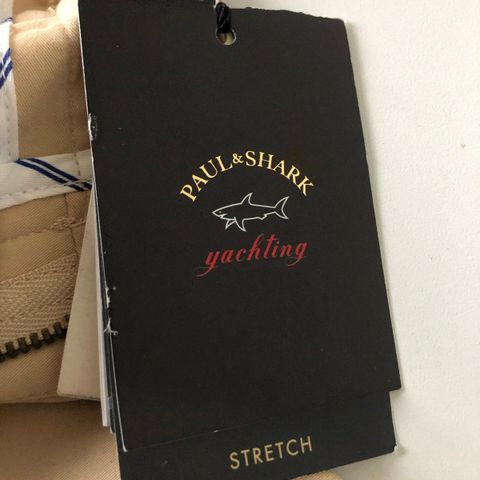 PAUL & SHARK
yachting
STRETCH